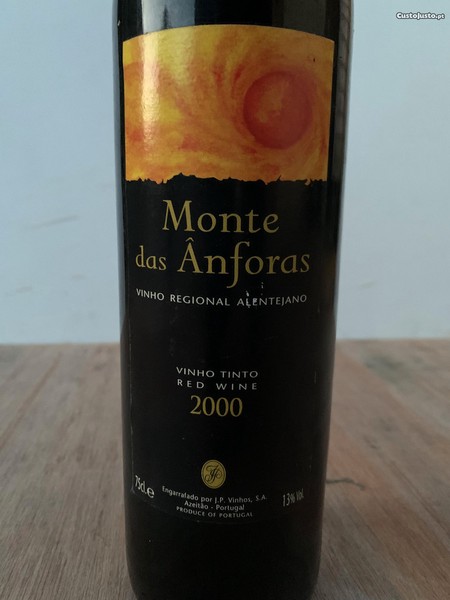 CustoJusto.pt
Monte
das Ânforas
VINHO REGIONAL ALENTEJANO
VINHO TINTO
RED WINE
2000
75cl.e
Engarrafado por J.P. Vinhos, S.A.
Azeitão - Portugal
PRODUCE OF PORTUGAL
13% Vol.